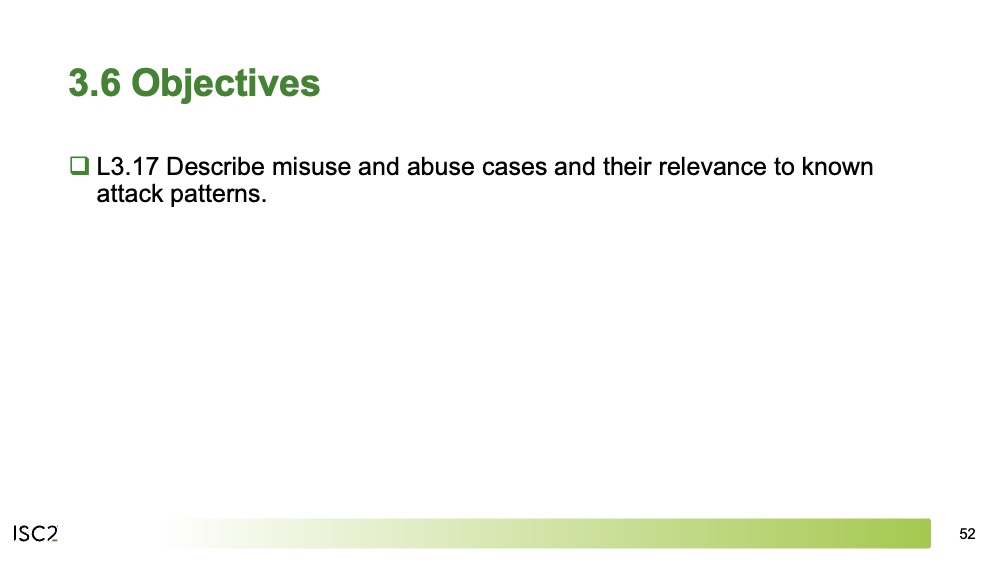 3.6 Objectives
L3.17 Describe misuse and abuse cases and their relevance to known
attack patterns.
ISC2
52